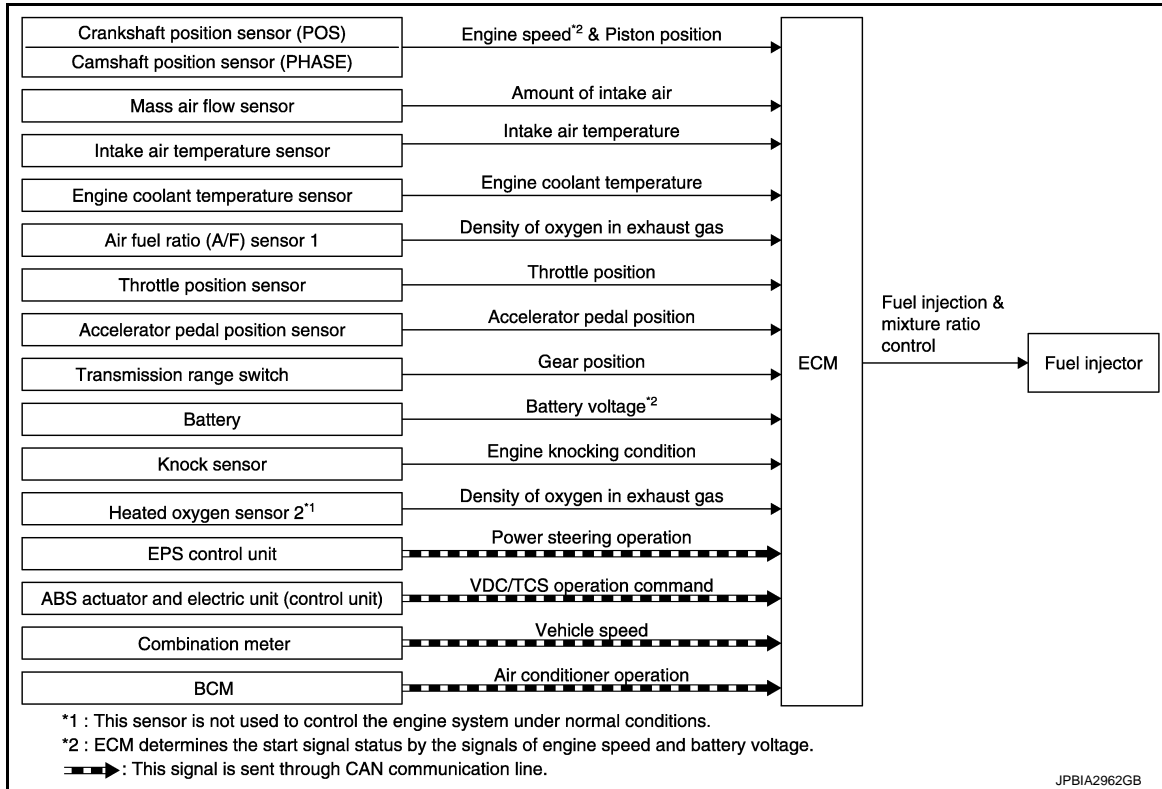 Crankshaft position sensor (POS)
Camshaft position sensor (PHASE)
Engine speed*2 & Piston position
Mass air flow sensor
Amount of intake air
Intake air temperature sensor
Intake air temperature
Engine coolant temperature sensor
Engine coolant temperature
Air fuel ratio (A/F) sensor 1
Density of oxygen in exhaust gas
Throttle position sensor
Throttle position
Accelerator pedal position sensor
Accelerator pedal position
Transmission range switch
Gear position
Battery
Battery voltage*2
Knock sensor
Engine knocking condition
Heated oxygen sensor 2*1
Density of oxygen in exhaust gas
EPS control unit
Power steering operation
ABS actuator and electric unit (control unit)
VDC/TCS operation command
Combination meter
Vehicle speed
BCM
Air conditioner operation
ECM
Fuel injection &
mixture ratio
control
Fuel injector
*1 : This sensor is not used to control the engine system under normal conditions.
*2 : ECM determines the start signal status by the signals of engine speed and battery voltage.
: This signal is sent through CAN communication line.
JPBIA2962GB